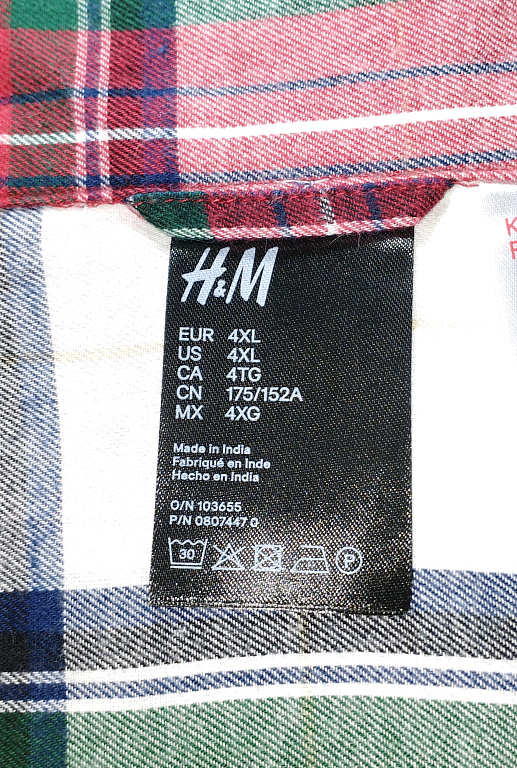 H&M
EUR 4XL
US 4XL
CA 4TG
CN 175/152A
MX 4XG
Made in India
Fabriqué en Inde
Hecho en India
O/N 103655
P/N 0807447 0
30
P